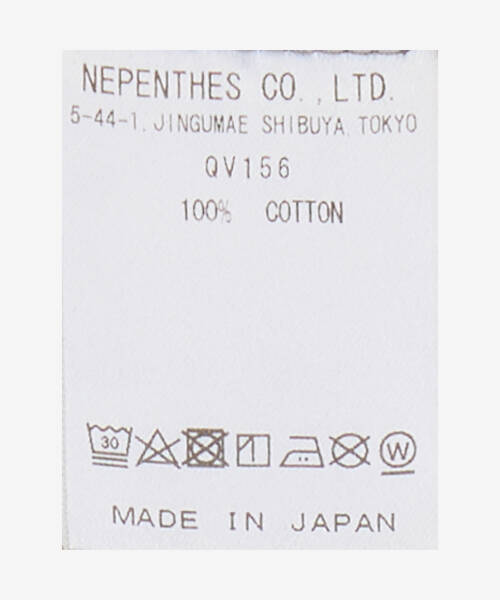 NEPENTHES CO.,LTD.
5-44-1, JINGUMAE SHIBUYA, TOKYO
QV156
100% COTTON
30 W
MADE IN JAPAN